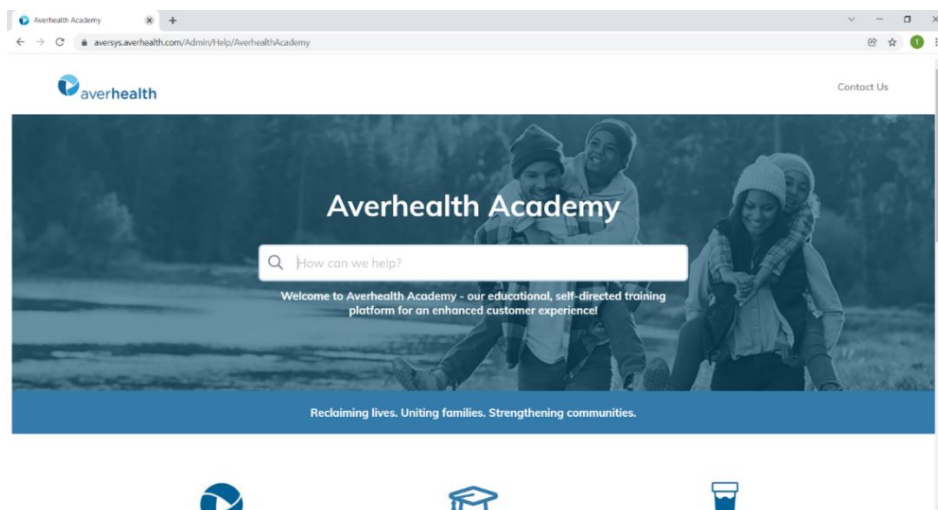 Averhealth Academy
aversys.averhealth.com/Admin/Help/AverhealthAcademy
T
averhealth
Contact Us
Averhealth Academy
How can we help?
Welcome to Averhealth Academy - our educational, self-directed training
platform for an enhanced customer experience!
Reclaiming lives. Uniting families. Strengthening communities.